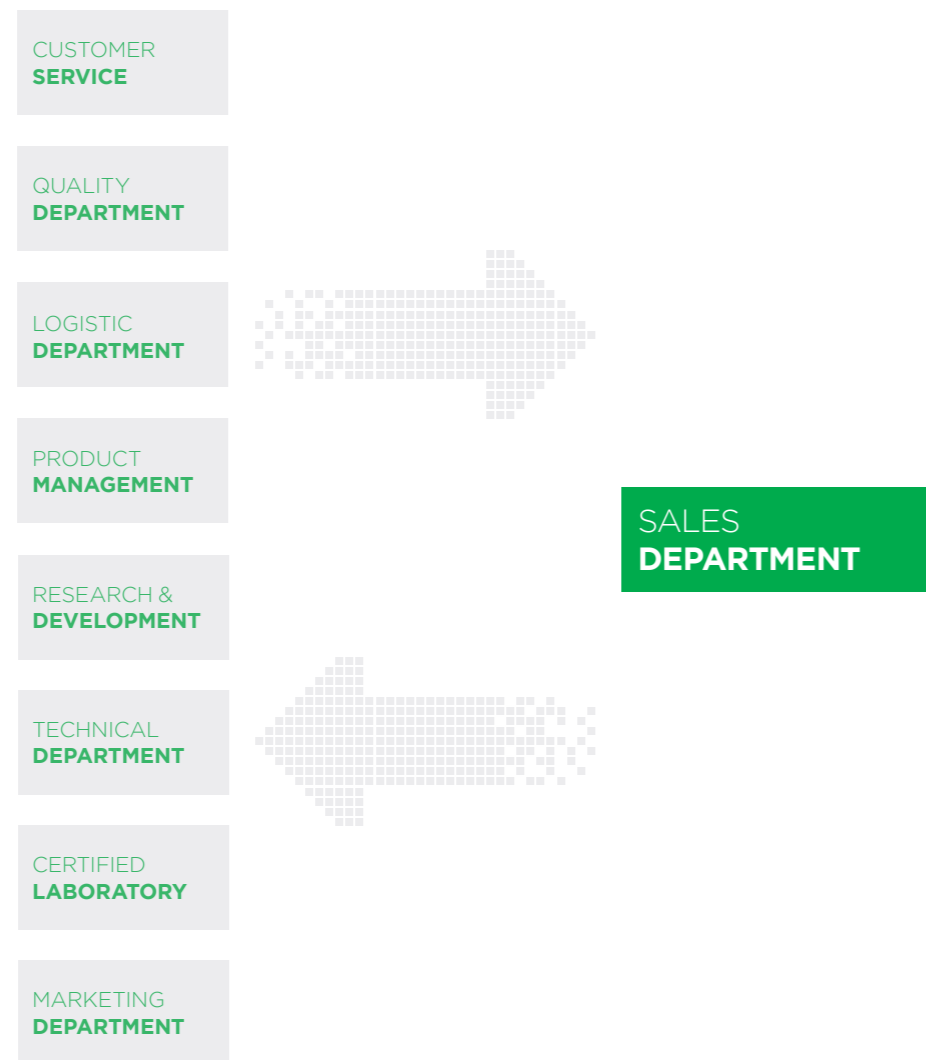 CUSTOMER
SERVICE
QUALITY
DEPARTMENT
LOGISTIC
DEPARTMENT
PRODUCT
MANAGEMENT
RESEARCH &
DEVELOPMENT
TECHNICAL
DEPARTMENT
CERTIFIED
LABORATORY
MARKETING
DEPARTMENT
SALES
DEPARTMENT